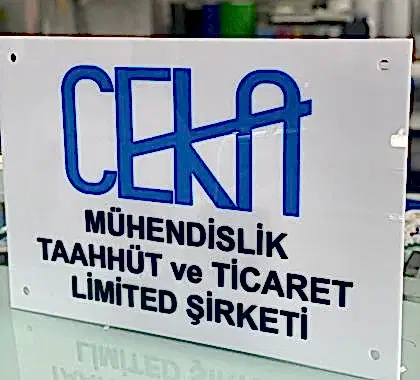 CEKA
MÜHENDİSLİK
TAAHHÜT ve TİCARET
LİMİTED ŞİRKETİ